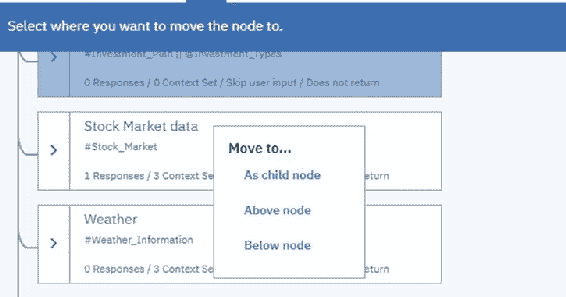 Select where you want to move the node to.
#Investment_Plan || @Investment_Types
0 Responses / 0 Context Set / Skip user input / Does not return
Stock Market data
#Stock_Market
1 Responses / 3 Context Se
eturn
Move to...
As child node
Above node
Below node
Weather
#Weather_Information
0 Responses / 3 Context Se
eturn